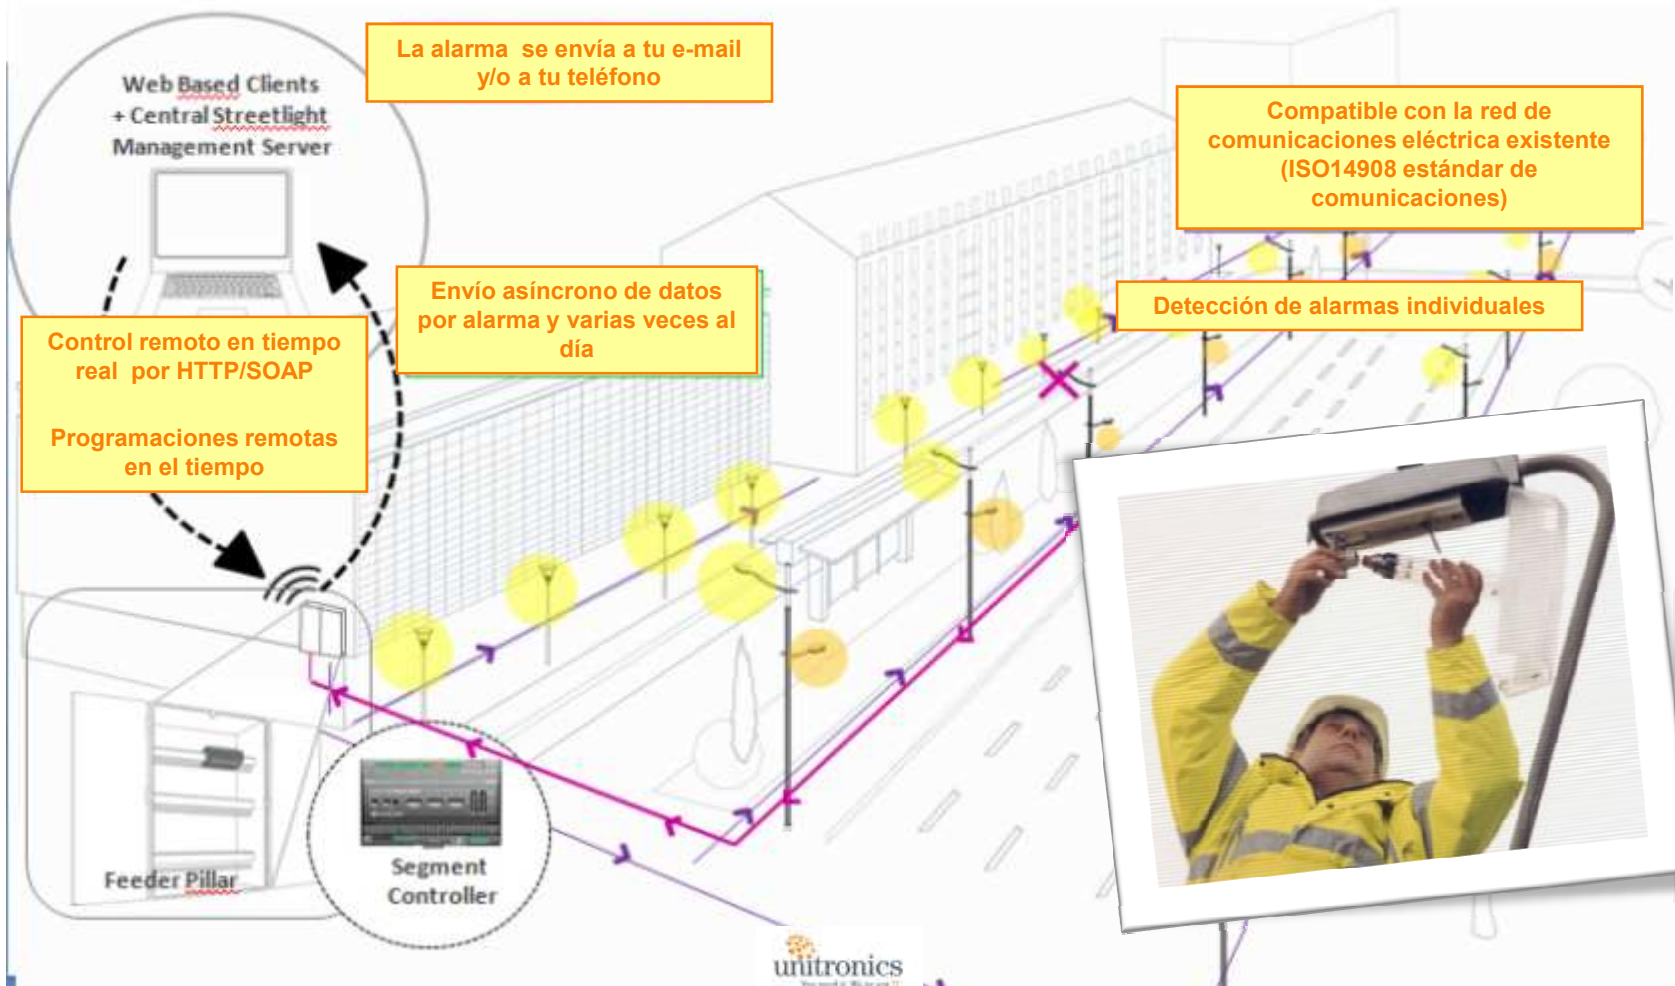 La alarma se envía a tu e-mail
y/o a tu teléfono
Web Based Clients
+ Central Streetlight
Management Server
Compatible con la red de
comunicaciones eléctrica existente
(ISO14908 estándar de
comunicaciones)
Envío asíncrono de datos
por alarma y varias veces al
día
Detección de alarmas individuales
Control remoto en tiempo
real por HTTP/SOAP
Programaciones remotas
en el tiempo
Feeder Pillar
Segment
Controller
unitronics